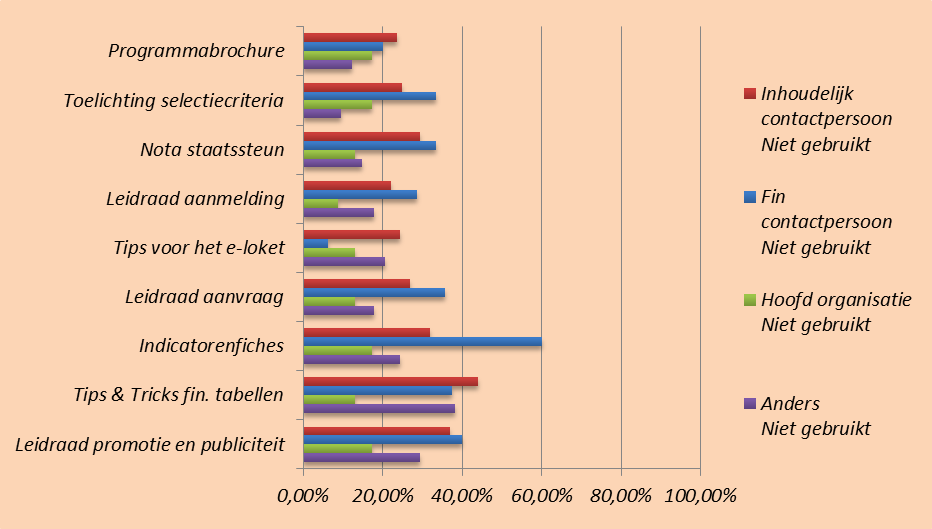 Programmabrochure
Toelichting selectiecriteria
Nota staatssteun
Leidraad aanmelding
Tips voor het e-loket
Leidraad aanvraag
Indicatorenfiches
Tips & Tricks fin. tabellen
Leidraad promotie en publiciteit
0,00% 20,00% 40,00% 60,00% 80,00% 100,00%
Inhoudelijk
contactpersoon
Niet gebruikt
Fin
contactpersoon
Niet gebruikt
Hoofd organisatie
Niet gebruikt
Anders
Niet gebruikt